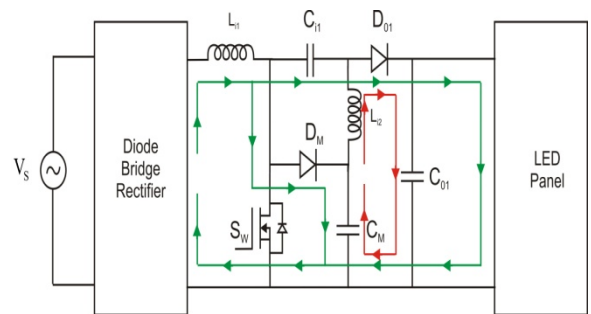 L_i1
C_i1
D_01
V_S
Diode
Bridge
Rectifier
D_M
L_i2
S_W
C_M
C_01
LED
Panel